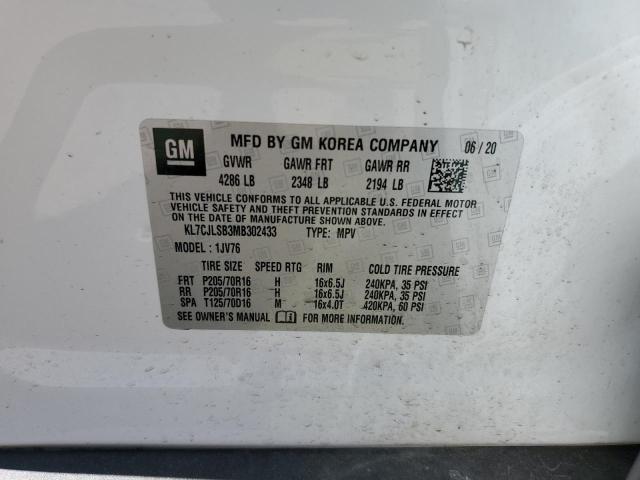 GM MFD BY GM KOREA COMPANY 06 / 20
GVWR GAWR FRT GAWR RR
4286 LB 2348 LB 2194 LB
THIS VEHICLE CONFORMS TO ALL APPLICABLE U.S. FEDERAL MOTOR
VEHICLE SAFETY AND THEFT PREVENTION STANDARDS IN EFFECT
ON THE DATE OF MANUFACTURE SHOWN ABOVE.
KL7CJLSB3MB302433 TYPE: MPV
MODEL : 1JV76
TIRE SIZE SPEED RTG RIM COLD TIRE PRESSURE
FRT P205/70R16 H 16x6.5J 240KPA, 35 PSI
RR P205/70R16 H 16x6.5J 240KPA, 35 PSI
SPA T125/70D16 M 16x4.0T 420KPA, 60 PSI
SEE OWNER'S MANUAL FOR MORE INFORMATION.